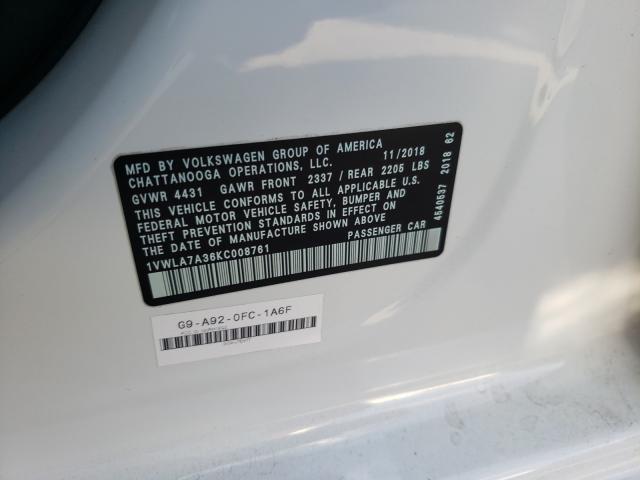 MFD BY VOLKSWAGEN GROUP OF AMERICA
CHATTANOOGA OPERATIONS, LLC. 11/2018
GVWR 4431 GAWR FRONT 2337 / REAR 2205 LBS
THIS VEHICLE CONFORMS TO ALL APPLICABLE U.S.
FEDERAL MOTOR VEHICLE SAFETY, BUMPER AND
THEFT PREVENTION STANDARDS IN EFFECT ON
THE DATE OF MANUFACTURE SHOWN ABOVE
1VWLA7A36KC008761 PASSENGER CAR
4540537 2018 62
G9-A92-0FC-1A6F